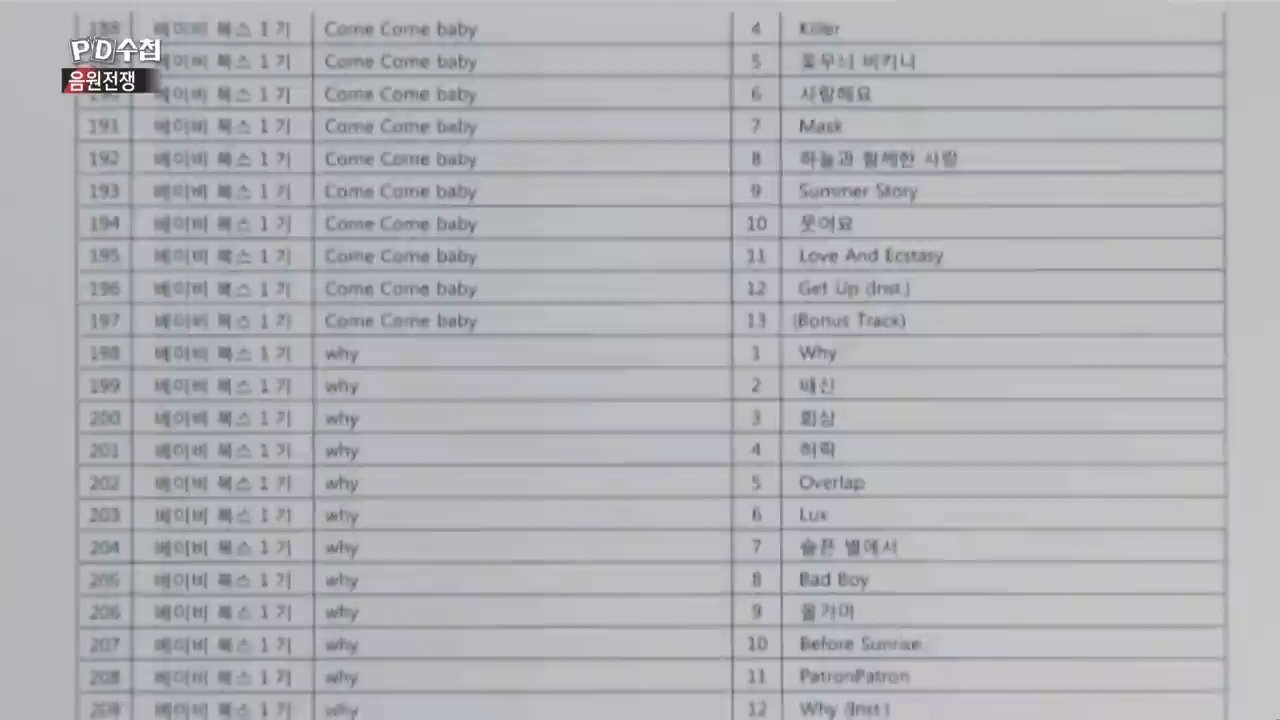 PD수첩
음원전쟁
188 베이비 복스 1 기 Come Come baby 4 Killer
베이비 복스 1 기 Come Come baby 5 꽃무늬 비키니
190 베이비 복스 1 기 Come Come baby 6 사랑해요
191 베이비 복스 1 기 Come Come baby 7 Mask
192 베이비 복스 1 기 Come Come baby 8 하늘과 함께한 사랑
193 베이비 복스 1 기 Come Come baby 9 Summer Story
194 베이비 복스 1 기 Come Come baby 10 웃어요
195 베이비 복스 1 기 Come Come baby 11 Love And Ecstasy
196 베이비 복스 1 기 Come Come baby 12 Get Up (Inst.)
197 베이비 복스 1 기 Come Come baby 13 (Bonus Track)
198 베이비 복스 1 기 why 1 Why
199 베이비 복스 1 기 why 2 배신
200 베이비 복스 1 기 why 3 회상
201 베이비 복스 1 기 why 4 허락
202 베이비 복스 1 기 why 5 Overlap
203 베이비 복스 1 기 why 6 Lux
204 베이비 복스 1 기 why 7 슬픈 별에서
205 베이비 복스 1 기 why 8 Bad Boy
206 베이비 복스 1 기 why 9 올가미
207 베이비 복스 1 기 why 10 Before Sunrise
208 베이비 복스 1 기 why 11 PatronPatron
209 베이비 복스 1 기 why 12 Why (Inst.)